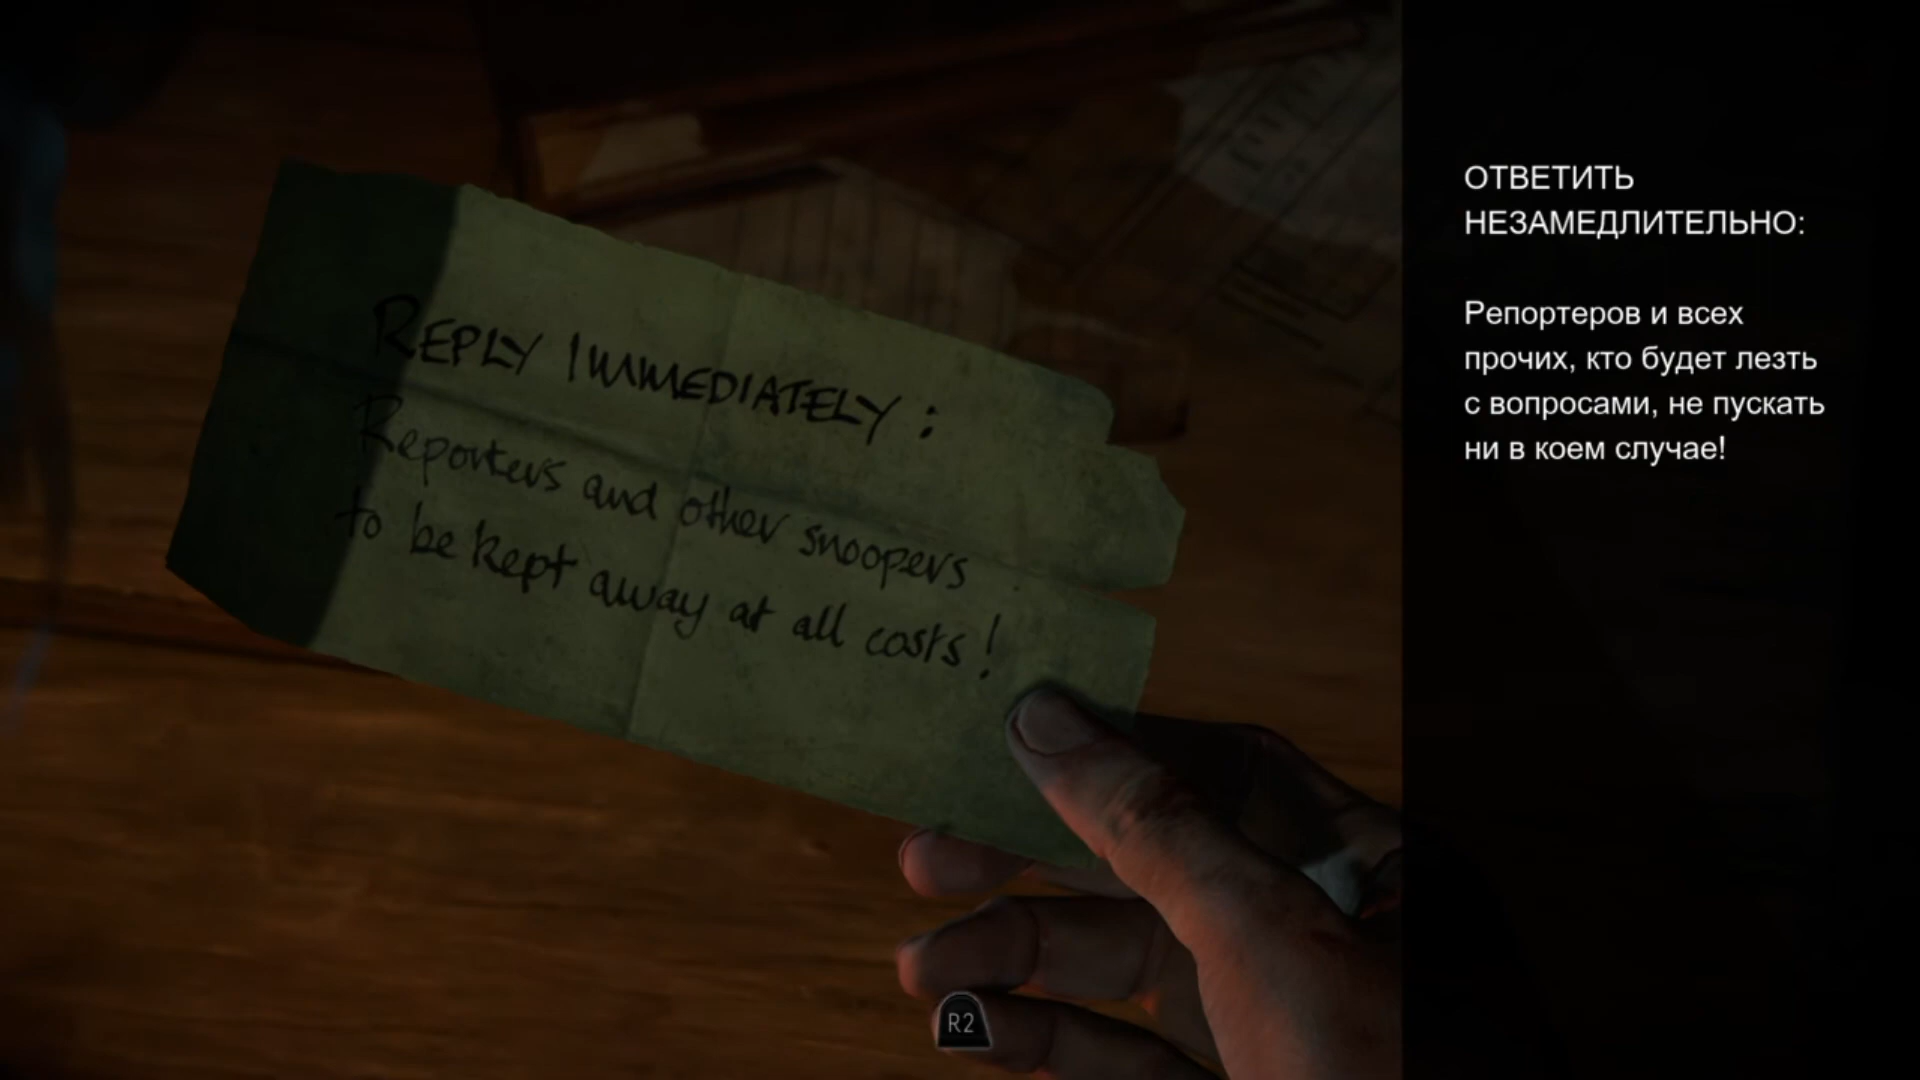 REPLY IMMEDIATELY:
Reporters and other snoopers
to be kept away at all costs!
ОТВЕТИТЬ
НЕЗАМЕДЛИТЕЛЬНО:
Репортеров и всех
прочих, кто будет лезть
с вопросами, не пускать
ни в коем случае!
R2